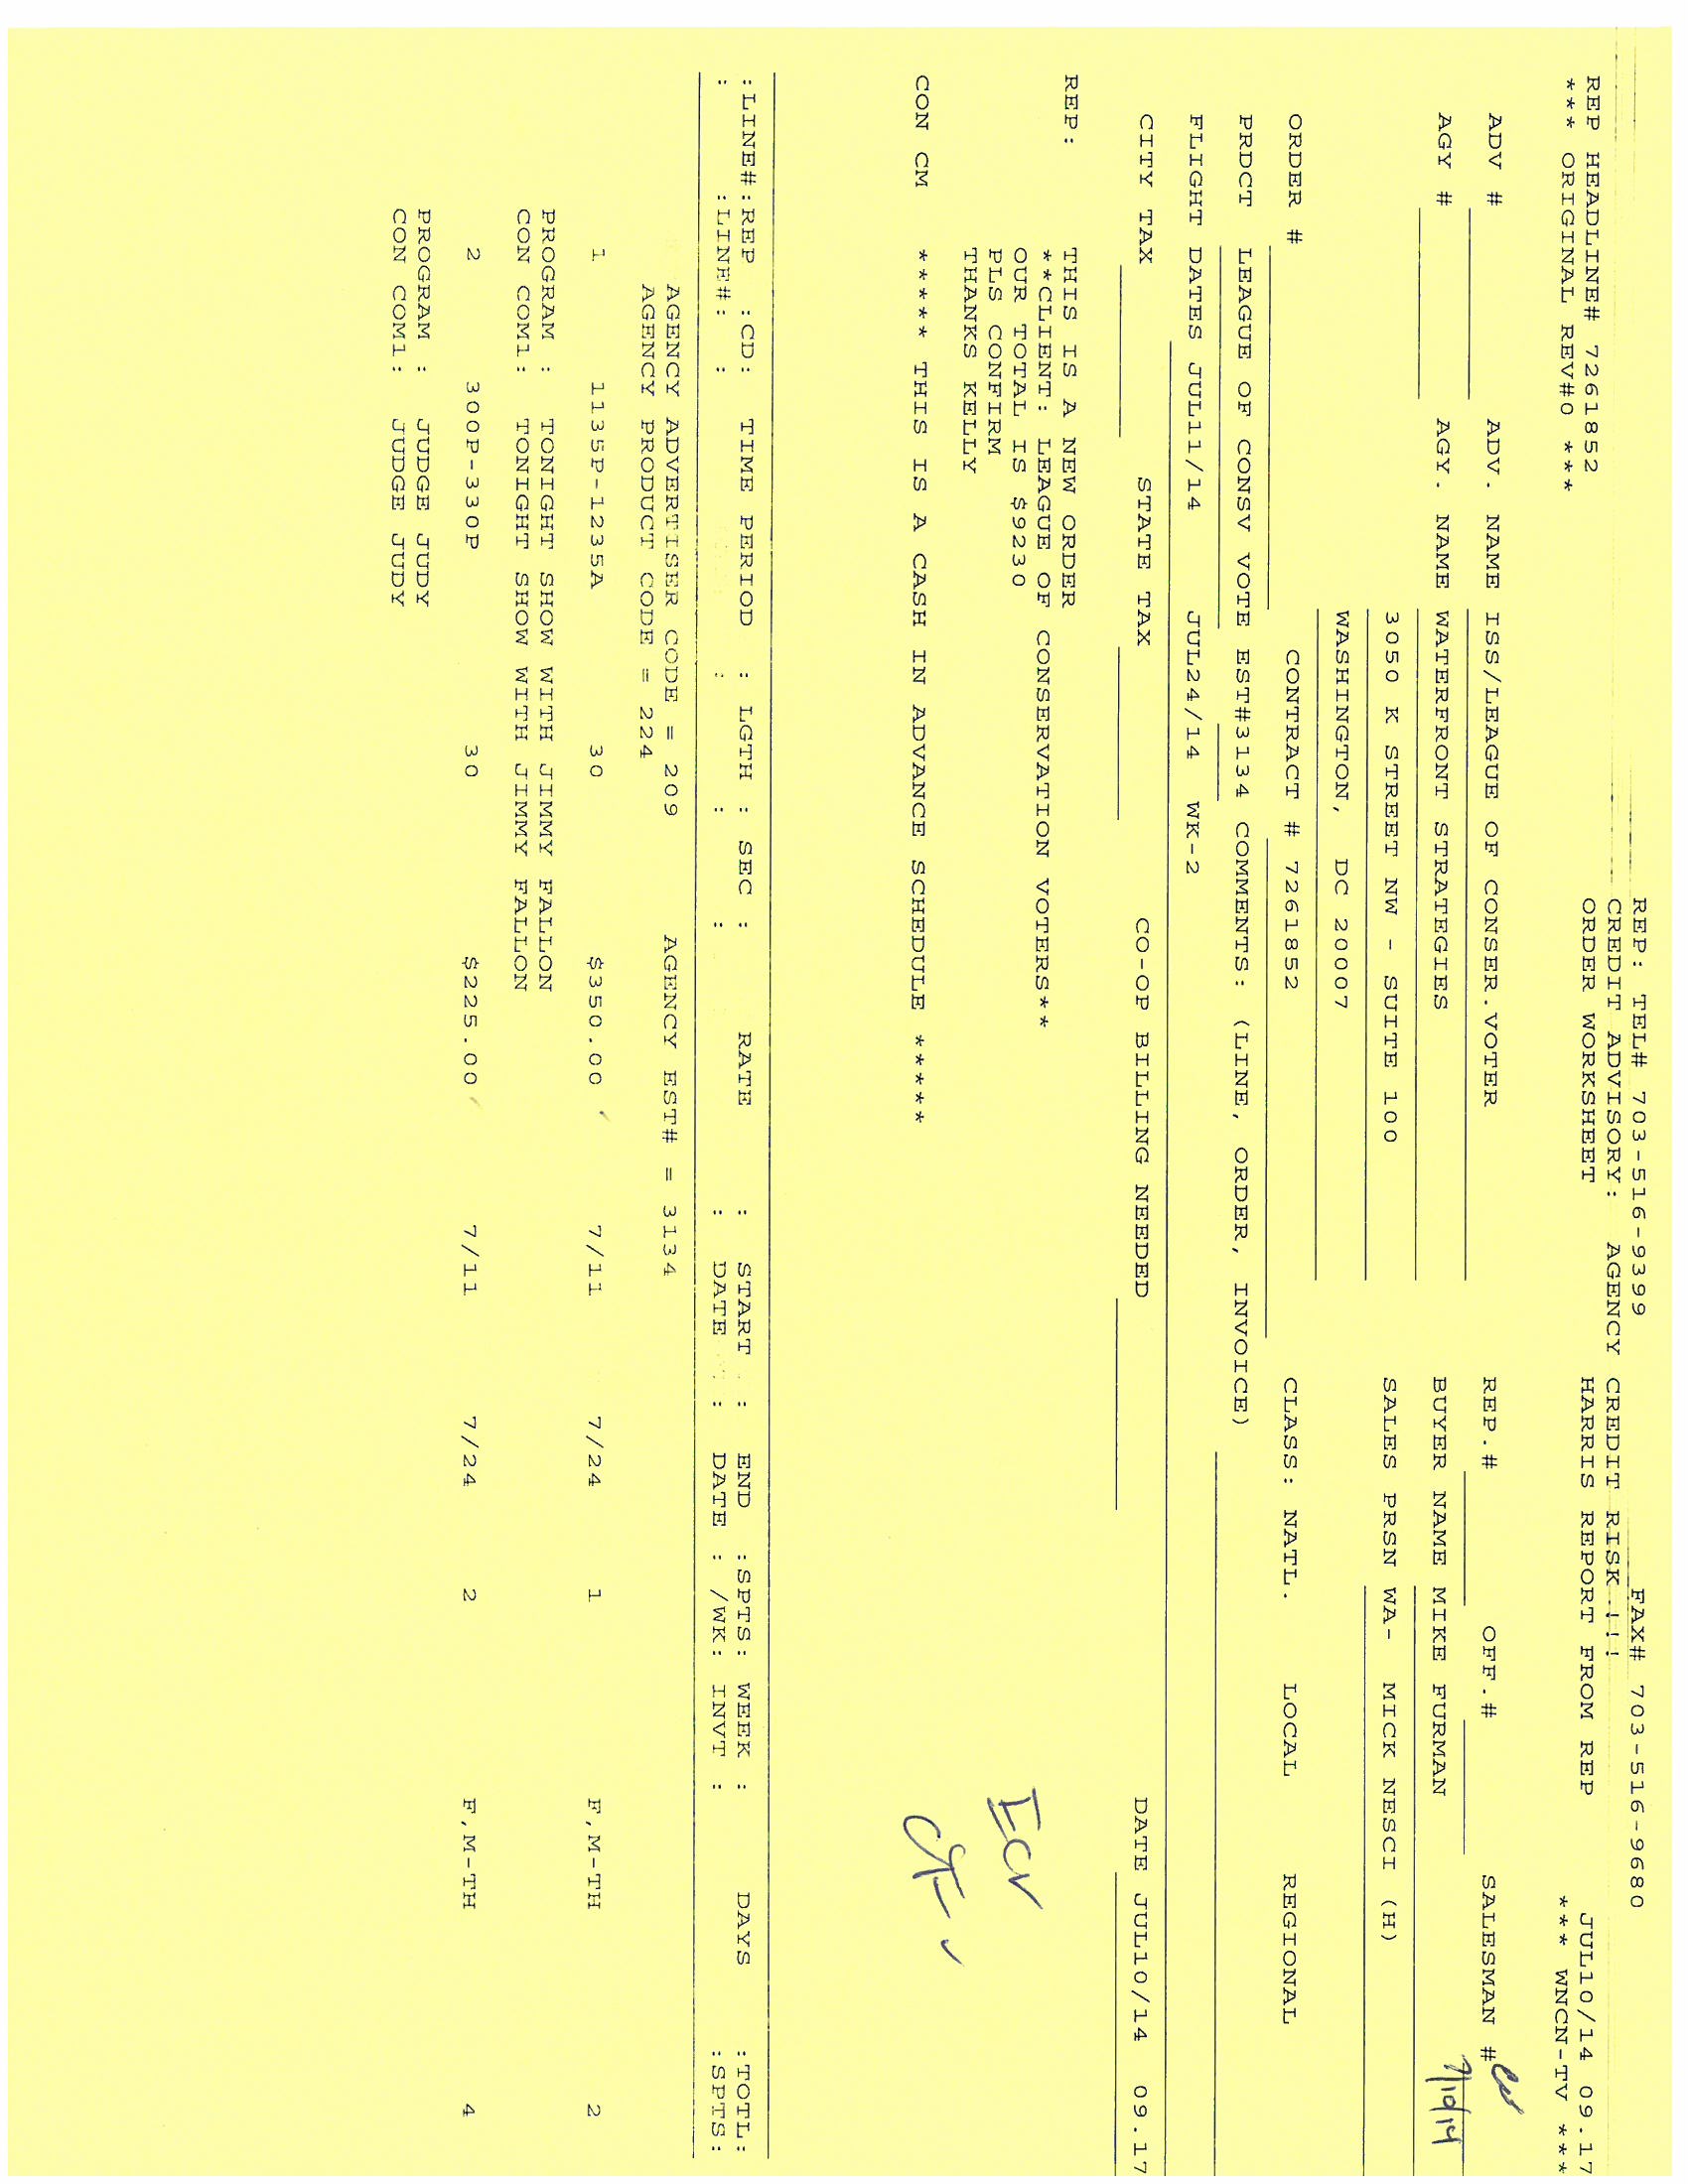 REP: TEL# 703-516-9399 FAX# 703-516-9680
CREDIT ADVISORY: AGENCY CREDIT RISK !!!
REP HEADLINE# 7261852 ORDER WORKSHEET HARRIS REPORT FROM REP JUL10/14 09.17
*** ORIGINAL REV#0 *** *** WNCN-TV ***
ADV # ADV. NAME ISS/LEAGUE OF CONSER.VOTER REP.# OFF.# SALESMAN #
AGY # AGY. NAME WATERFRONT STRATEGIES BUYER NAME MIKE FURMAN 7/10/14
3050 K STREET NW - SUITE 100 SALES PRSN WA- MICK NESCI (H)
WASHINGTON, DC 20007
ORDER # CONTRACT # 7261852 CLASS: NATL. LOCAL REGIONAL
PRDCT LEAGUE OF CONSV VOTE EST#3134 COMMENTS: (LINE, ORDER, INVOICE)
FLIGHT DATES JUL11/14 JUL24/14 WK-2
CITY TAX STATE TAX CO-OP BILLING NEEDED DATE JUL10/14 09.17
REP: THIS IS A NEW ORDER
**CLIENT: LEAGUE OF CONSERVATION VOTERS**
OUR TOTAL IS $9230
PLS CONFIRM
THANKS KELLY
CON CM ***** THIS IS A CASH IN ADVANCE SCHEDULE *****
:LINE#:REP :CD: TIME PERIOD : LGTH : SEC : RATE : START : END :SPTS: WEEK : DAYS :TOTL:
: :LINE#: : : : : : DATE : DATE : /WK: INVT : :SPTS:
AGENCY ADVERTISER CODE = 209 AGENCY EST# = 3134
AGENCY PRODUCT CODE = 224
1 1135P-1235A 30 $350.00 7/11 7/24 1 F,M-TH 2
PROGRAM : TONIGHT SHOW WITH JIMMY FALLON
CON COM1: TONIGHT SHOW WITH JIMMY FALLON
2 300P-330P 30 $225.00 7/11 7/24 2 F,M-TH 4
PROGRAM : JUDGE JUDY
CON COM1: JUDGE JUDY